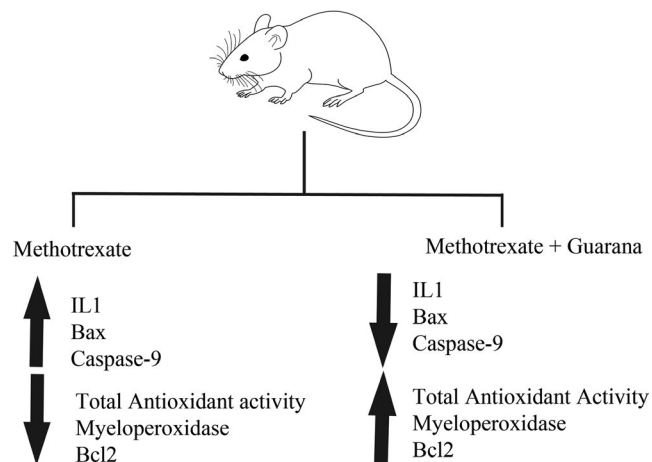 Methotrexate
IL1
Bax
Caspase-9
Total Antioxidant activity
Myeloperoxidase
Bcl2
Methotrexate + Guarana
IL1
Bax
Caspase-9
Total Antioxidant Activity
Myeloperoxidase
Bcl2